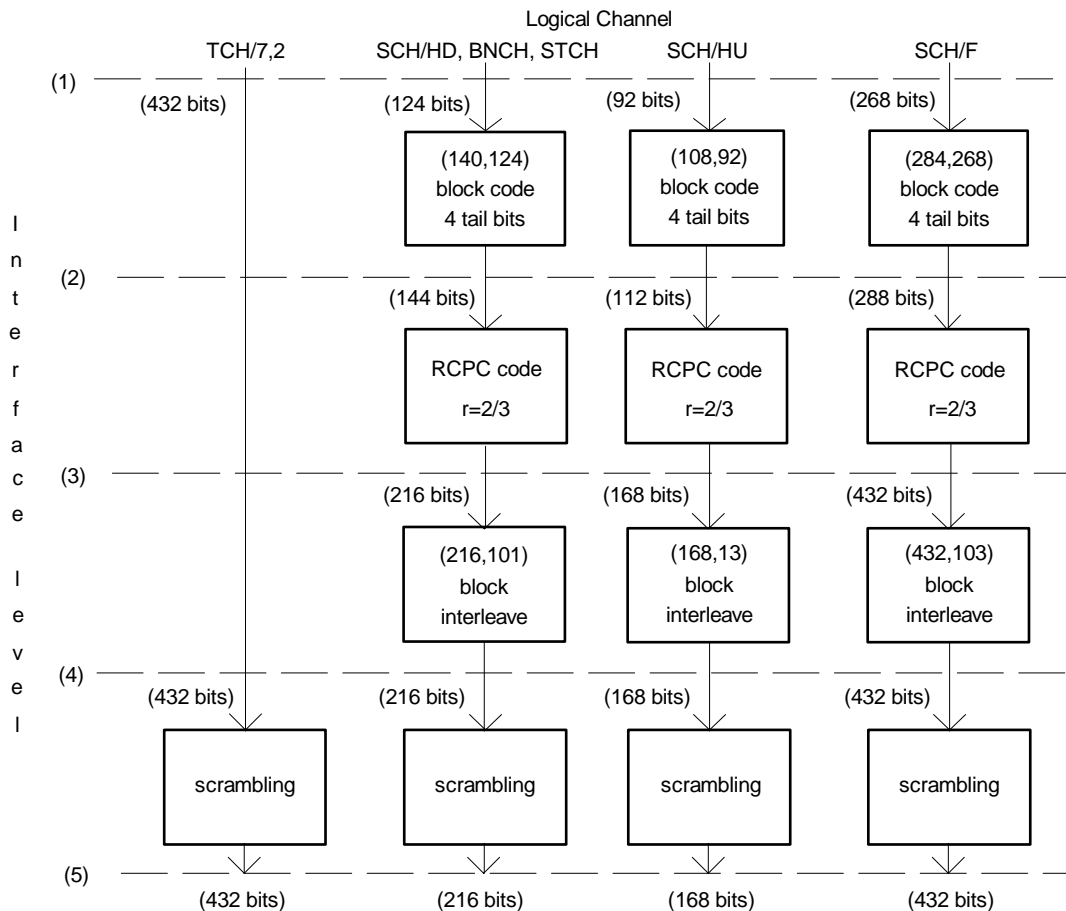 Logical Channel
TCH/7,2 SCH/HD, BNCH, STCH SCH/HU SCH/F
(1)
(432 bits) (124 bits) (92 bits) (268 bits)
(140,124) (108,92) (284,268)
block code block code block code
4 tail bits 4 tail bits 4 tail bits
Interface level
(2)
(144 bits) (112 bits) (288 bits)
RCPC code RCPC code RCPC code
r=2/3 r=2/3 r=2/3
(3)
(216 bits) (168 bits) (432 bits)
(216,101) (168,13) (432,103)
block block block
interleave interleave interleave
(4)
(432 bits) (216 bits) (168 bits) (432 bits)
scrambling scrambling scrambling scrambling
(5)
(432 bits) (216 bits) (168 bits) (432 bits)